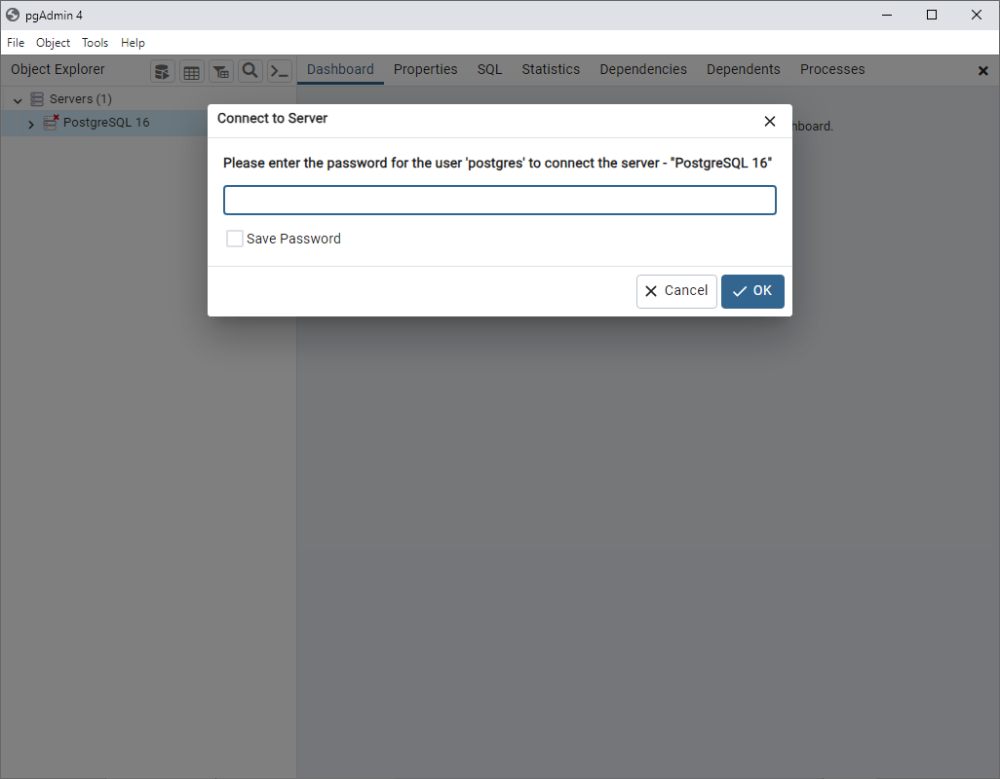 pgAdmin 4
File Object Tools Help
Object Explorer
Dashboard Properties SQL Statistics Dependencies Dependents Processes
Servers (1)
PostgreSQL 16
Connect to Server
Please enter the password for the user 'postgres' to connect the server - "PostgreSQL 16"
Save Password
Cancel OK